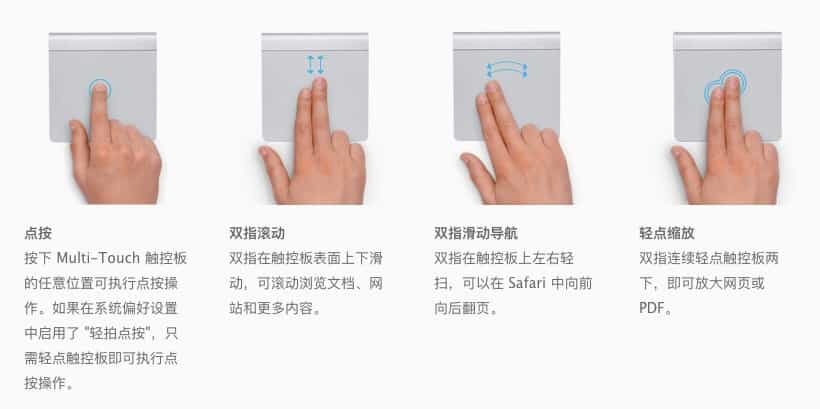 点按
按下 Multi-Touch 触控板
的任意位置可执行点按操
作。如果在系统偏好设置
中启用了 "轻拍点按"，只
需轻点触控板即可执行点
按操作。
双指滚动
双指在触控板表面上下滑
动，可滚动浏览文档、网
站和更多内容。
双指滑动导航
双指在触控板上左右轻
扫，可以在 Safari 中向前
向后翻页。
轻点缩放
双指连续轻点触控板两
下，即可放大网页或
PDF。